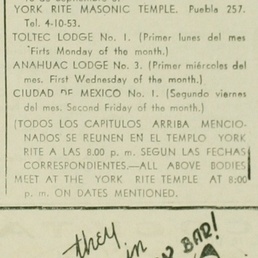 YORK RITE MASONIC TEMPLE. Puebla 257.
Tel. 4-10-53.
TOLTEC LODGE No. 1. (Primer lunes del mes
'Firts Monday of the month.)
ANAHUAC LODGE No. 3. (Primer miércoles del
mes. First Wednesday of the month.)
CIUDAD DE MEXICO No. 1. (Segundo viernes
del mes. Second Friday of the month.)
(TODOS LOS CAPITULOS ARRIBA MENCIO-
NADOS SE REUNEN EN EL TEMPLO YORK
RITE A LAS 8.00 p. m. SEGUN LAS FECHAS
CORRESPONDIENTES.—ALL ABOVE BODIES
MEET AT THE YORK RITE TEMPLE AT 8:00
p. m. ON DATES MENTIONED.
they
in
BAR!